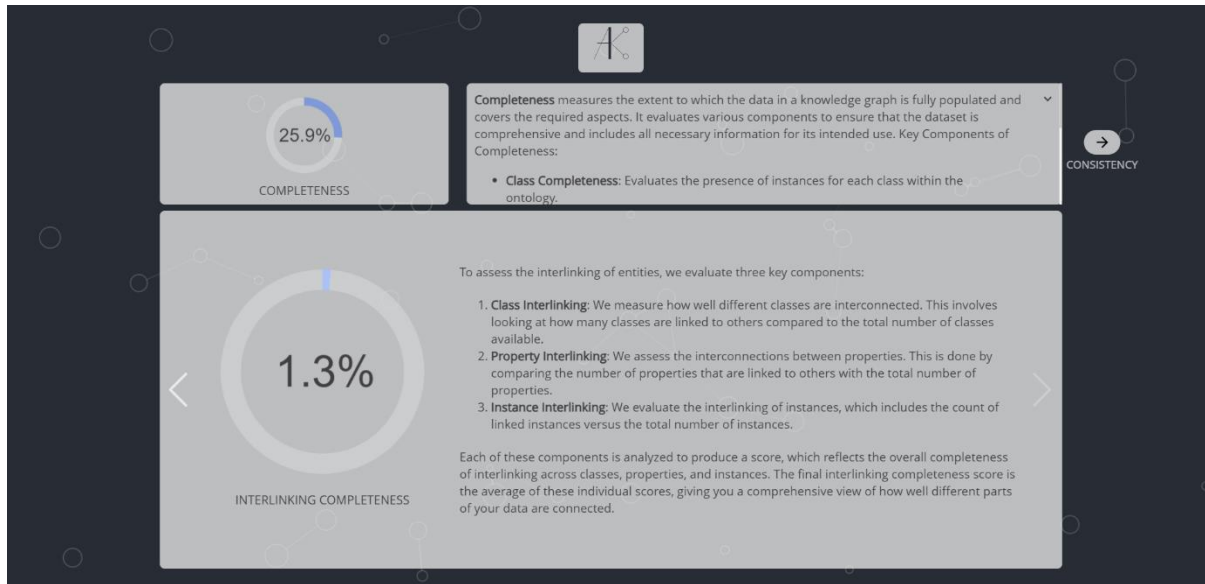 AK
25.9%
COMPLETENESS
Completeness measures the extent to which the data in a knowledge graph is fully populated and
covers the required aspects. It evaluates various components to ensure that the dataset is
comprehensive and includes all necessary information for its intended use. Key Components of
Completeness:
• Class Completeness: Evaluates the presence of instances for each class within the
ontology.
CONSISTENCY
1.3%
INTERLINKING COMPLETENESS
To assess the interlinking of entities, we evaluate three key components:
1. Class Interlinking: We measure how well different classes are interconnected. This involves
looking at how many classes are linked to others compared to the total number of classes
available.
2. Property Interlinking: We assess the interconnections between properties. This is done by
comparing the number of properties that are linked to others with the total number of
properties.
3. Instance Interlinking: We evaluate the interlinking of instances, which includes the count of
linked instances versus the total number of instances.
Each of these components is analyzed to produce a score, which reflects the overall completeness
of interlinking across classes, properties, and instances. The final interlinking completeness score is
the average of these individual scores, giving you a comprehensive view of how well different parts
of your data are connected.